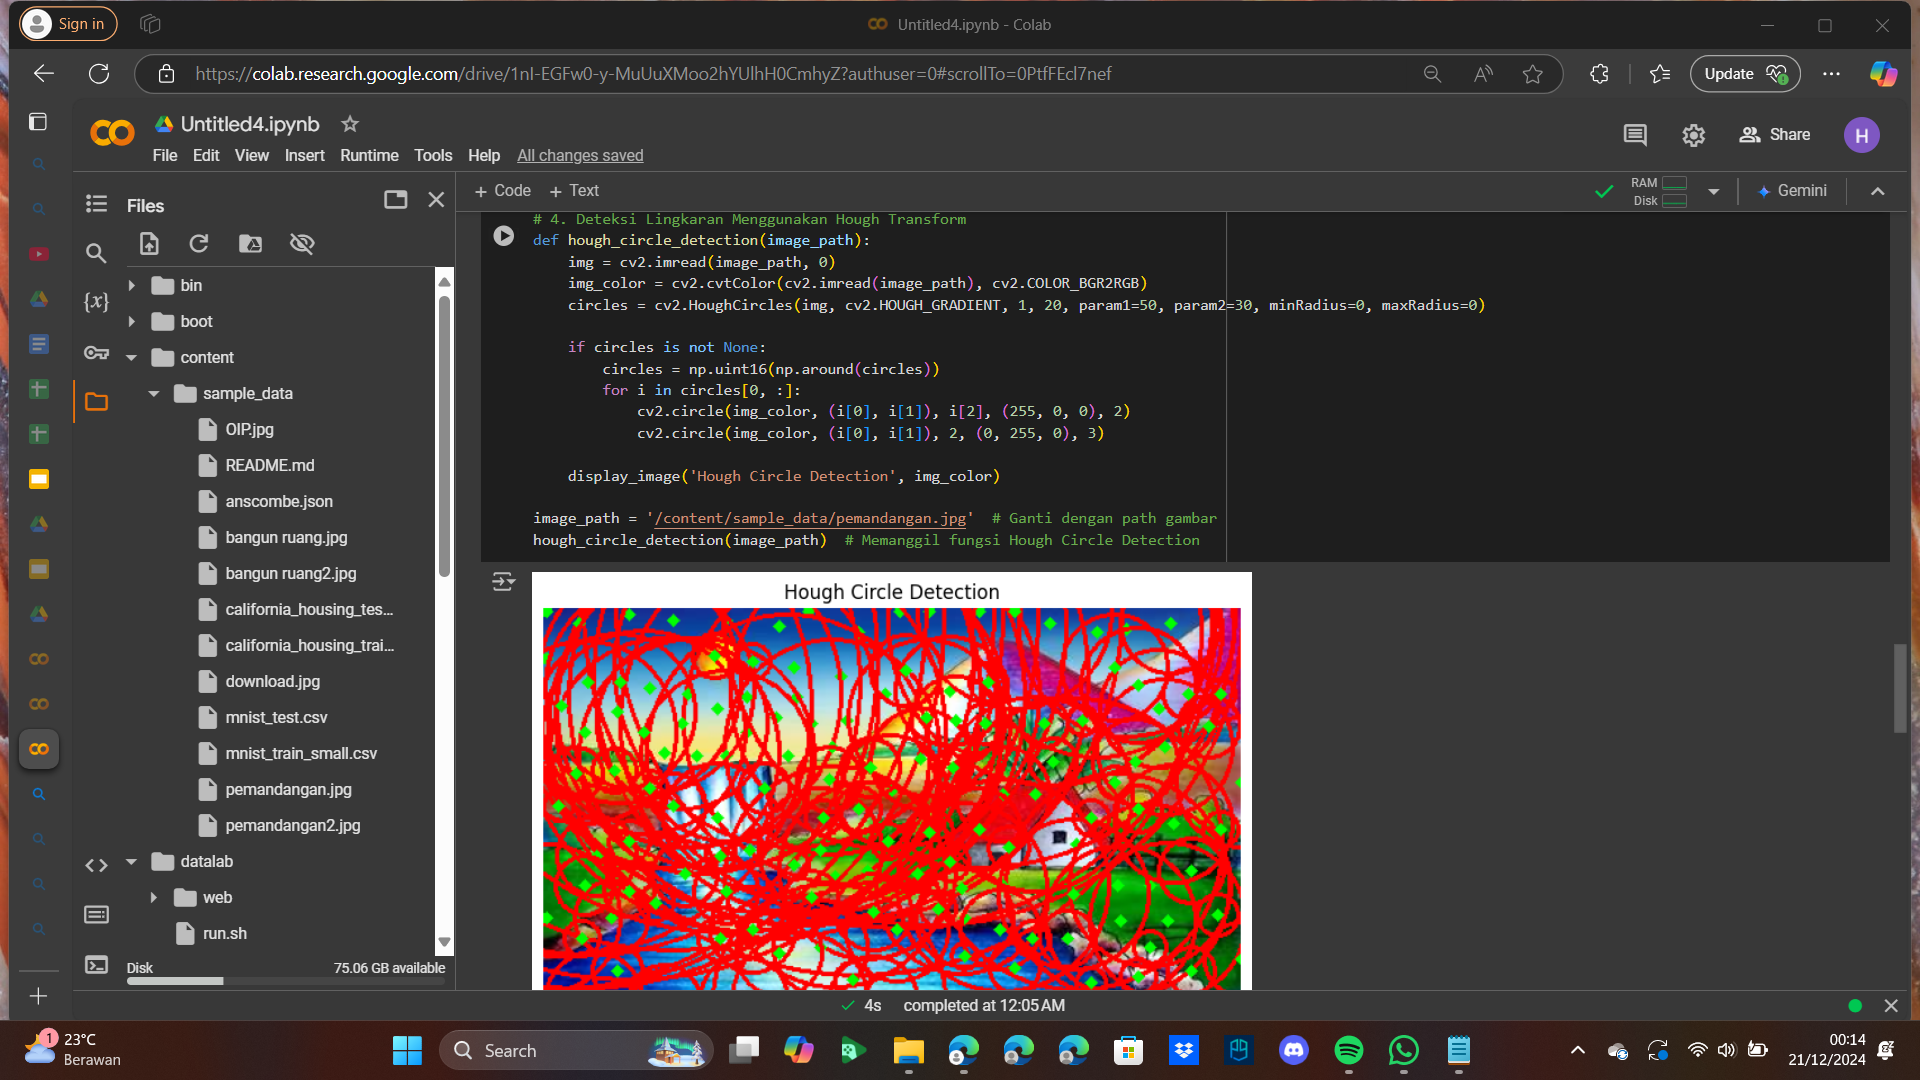 Sign in
Untitled4.ipynb - Colab
https://colab.research.google.com/drive/1nI-EGFw0-y-MuUuXMoo2hYUlhH0CmhyZ?authuser=0#scrollTo=0PtfFEcl7nef
Update
Untitled4.ipynb
File Edit View Insert Runtime Tools Help All changes saved
Share
H
Files
+ Code + Text
RAM
Disk
Gemini
bin
boot
content
sample_data
OIP.jpg
README.md
anscombe.json
bangun ruang.jpg
bangun ruang2.jpg
california_housing_tes...
california_housing_trai...
download.jpg
mnist_test.csv
mnist_train_small.csv
pemandangan.jpg
pemandangan2.jpg
datalab
web
run.sh
Disk 75.06 GB available
# 4. Deteksi Lingkaran Menggunakan Hough Transform
def hough_circle_detection(image_path):
    img = cv2.imread(image_path, 0)
    img_color = cv2.cvtColor(cv2.imread(image_path), cv2.COLOR_BGR2RGB)
    circles = cv2.HoughCircles(img, cv2.HOUGH_GRADIENT, 1, 20, param1=50, param2=30, minRadius=0, maxRadius=0)
    if circles is not None:
        circles = np.uint16(np.around(circles))
        for i in circles[0, :]:
            cv2.circle(img_color, (i[0], i[1]), i[2], (255, 0, 0), 2)
            cv2.circle(img_color, (i[0], i[1]), 2, (0, 255, 0), 3)
    display_image('Hough Circle Detection', img_color)
image_path = '/content/sample_data/pemandangan.jpg'  # Ganti dengan path gambar
hough_circle_detection(image_path)  # Memanggil fungsi Hough Circle Detection
Hough Circle Detection
4s completed at 12:05 AM
1
23°C
Berawan
Search
00:14
21/12/2024